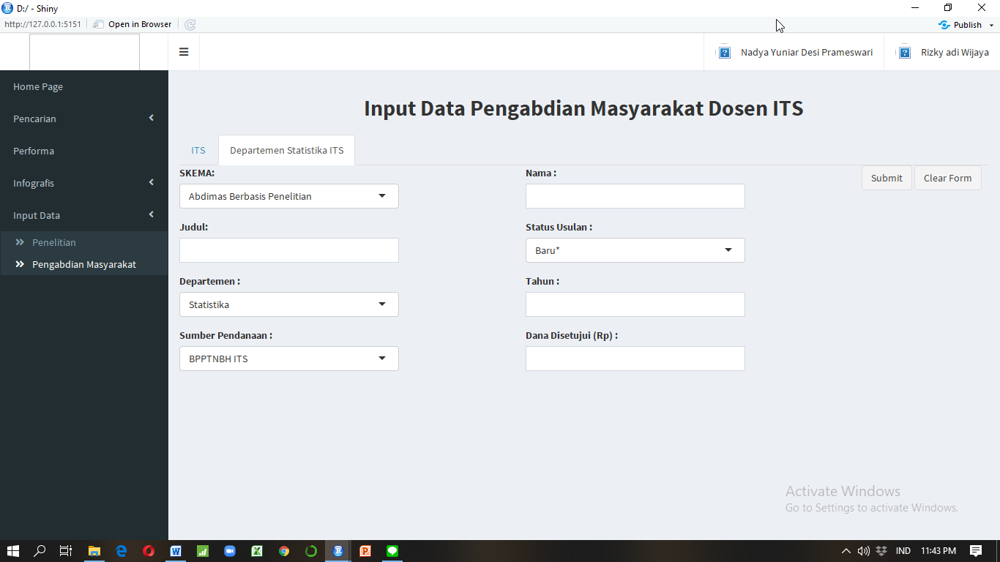 D:/ - Shiny
http://127.0.0.1:5151 Open in Browser Publish
Nadya Yuniar Desi Prameswari Rizky adi Wijaya
Home Page
Pencarian
Performa
Infografis
Input Data
Penelitian
Pengabdian Masyarakat
Input Data Pengabdian Masyarakat Dosen ITS
ITS Departemen Statistika ITS
SKEMA:
Abdimas Berbasis Penelitian
Judul:
Departemen :
Statistika
Sumber Pendanaan :
BPPTNBH ITS
Nama :
Status Usulan :
Baru*
Tahun :
Dana Disetujui (Rp) :
Submit Clear Form
Activate Windows
Go to Settings to activate Windows.
IND 11:43 PM